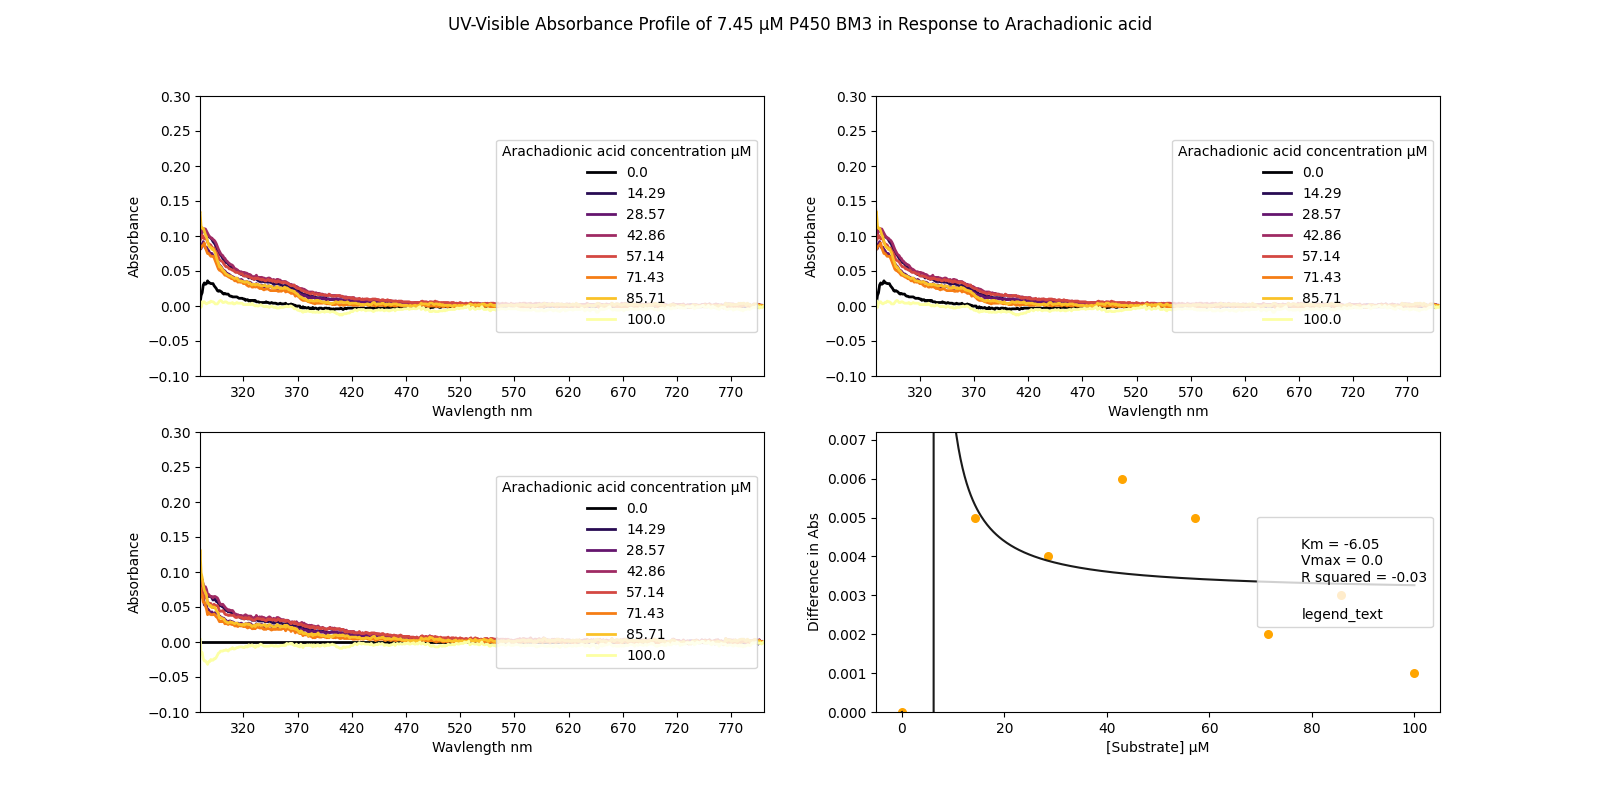 UV-Visible Absorbance Profile of 7.45 μM P450 BM3 in Response to Arachadionic acid
0.30
0.25
0.20
0.15
0.10
0.05
0.00
−0.05
−0.10
Absorbance
Arachadionic acid concentration μM
0.0
14.29
28.57
42.86
57.14
71.43
85.71
100.0
320 370 420 470 520 570 620 670 720 770
Wavlength nm
0.30
0.25
0.20
0.15
0.10
0.05
0.00
−0.05
−0.10
Absorbance
Arachadionic acid concentration μM
0.0
14.29
28.57
42.86
57.14
71.43
85.71
100.0
320 370 420 470 520 570 620 670 720 770
Wavlength nm
0.30
0.25
0.20
0.15
0.10
0.05
0.00
−0.05
−0.10
Absorbance
Arachadionic acid concentration μM
0.0
14.29
28.57
42.86
57.14
71.43
85.71
100.0
320 370 420 470 520 570 620 670 720 770
Wavlength nm
0.007
0.006
0.005
0.004
0.003
0.002
0.001
0.000
Difference in Abs
Km = -6.05
Vmax = 0.0
R squared = -0.03
legend_text
0 20 40 60 80 100
[Substrate] μM